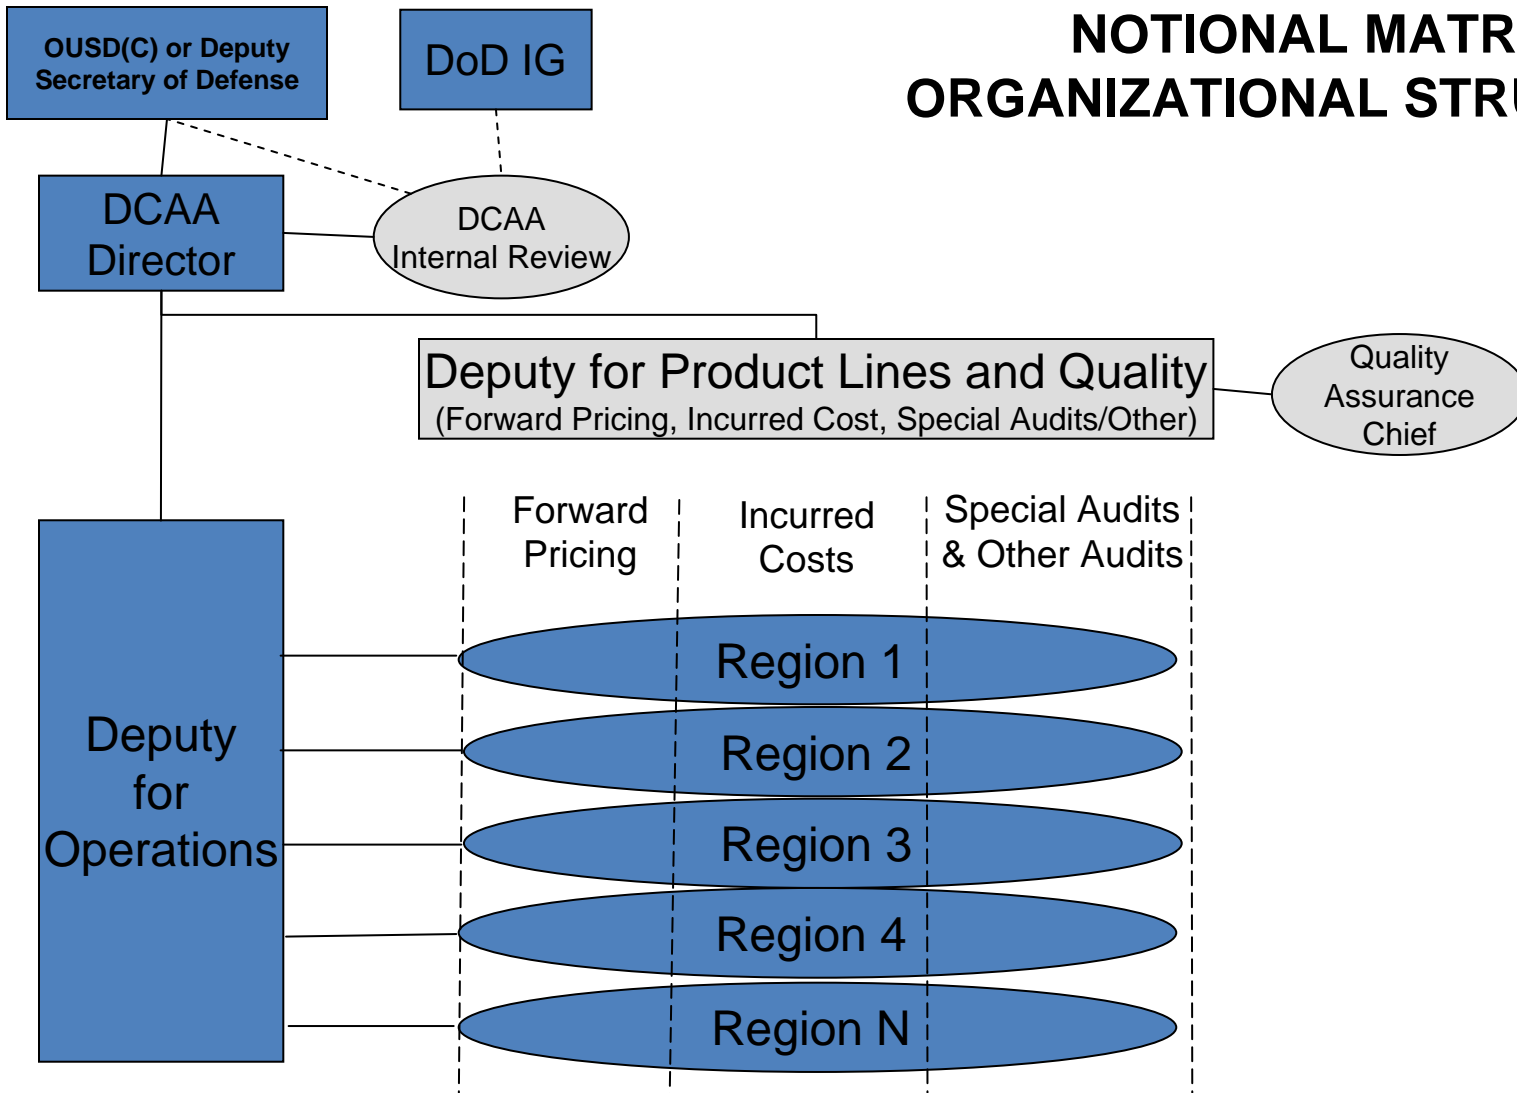 NOTIONAL MATR
ORGANIZATIONAL STRU
OUSD(C) or Deputy
Secretary of Defense
DoD IG
DCAA
Director
DCAA
Internal Review
Deputy for Product Lines and Quality
(Forward Pricing, Incurred Cost, Special Audits/Other)
Quality
Assurance
Chief
Forward
Pricing
Incurred
Costs
Special Audits
& Other Audits
Deputy
for
Operations
Region 1
Region 2
Region 3
Region 4
Region N